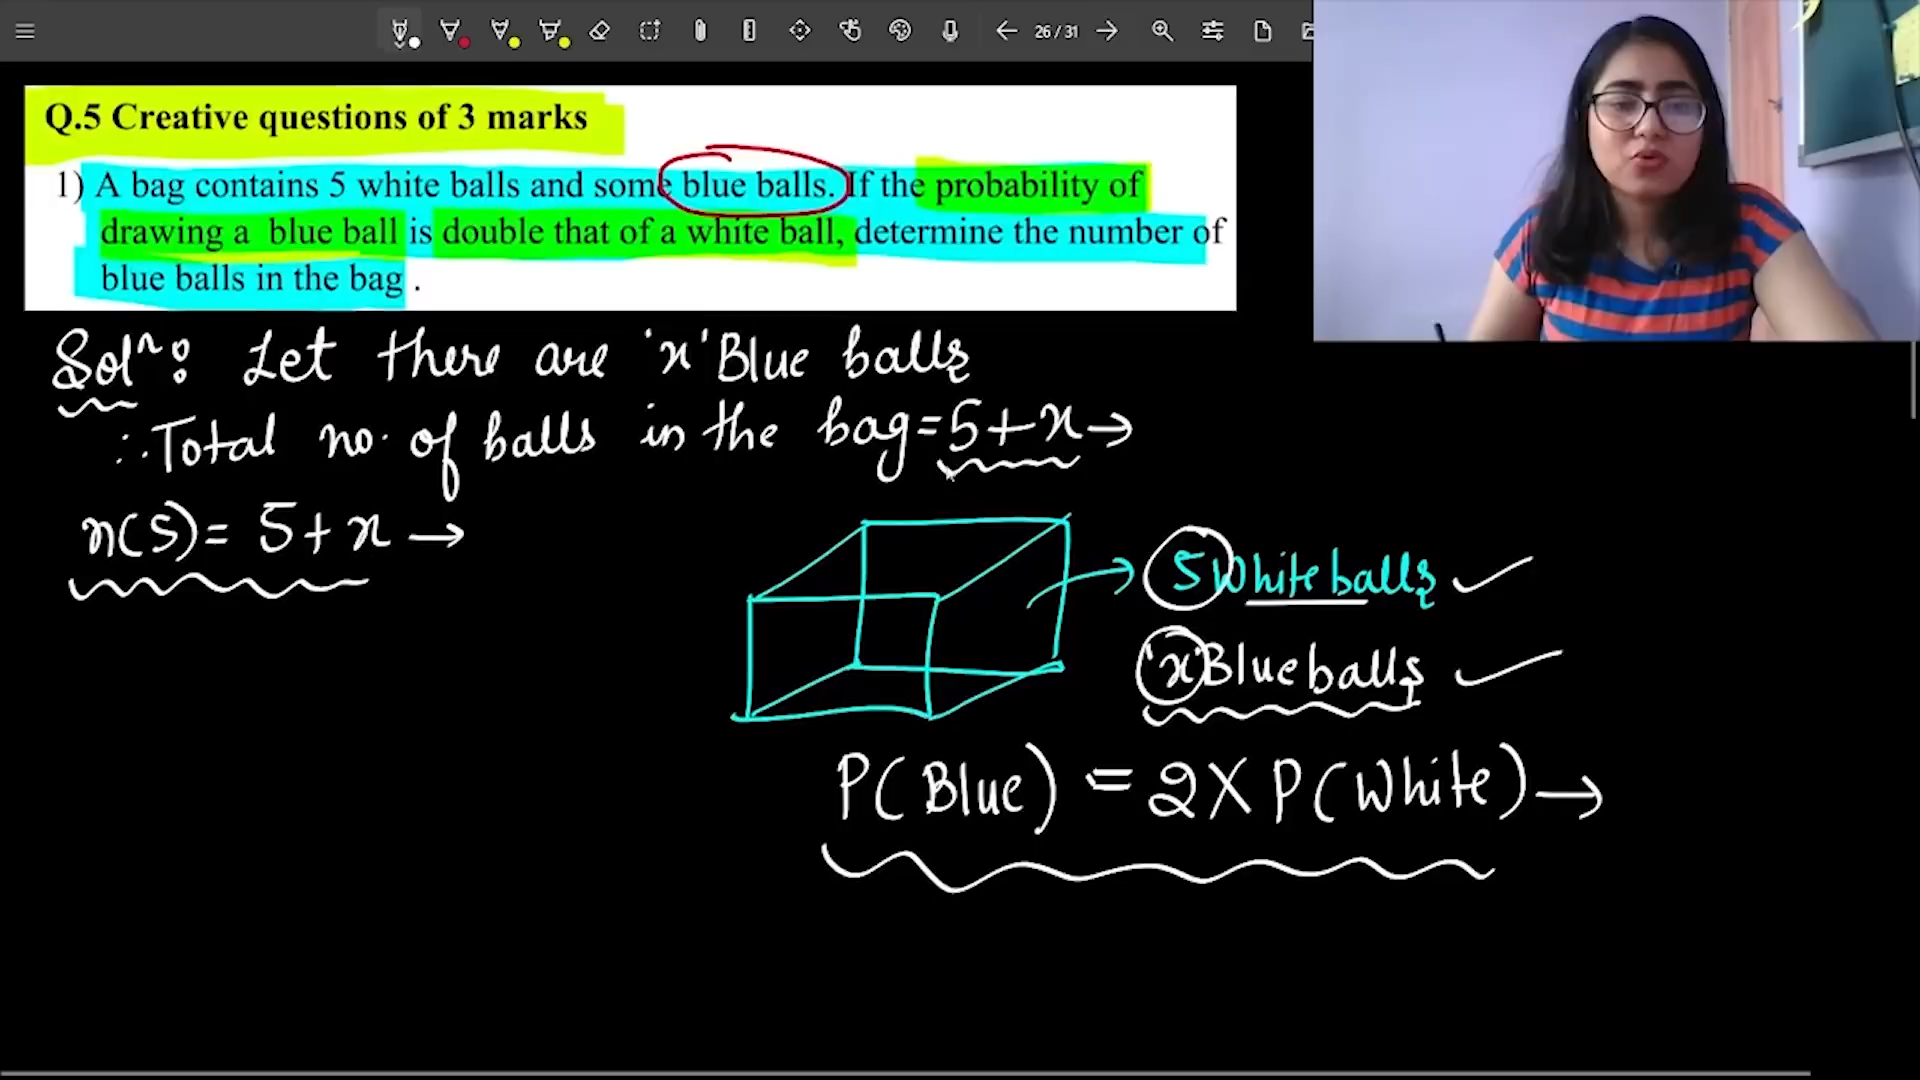 26 / 31
Q.5 Creative questions of 3 marks
1) A bag contains 5 white balls and some blue balls. If the probability of
drawing a blue ball is double that of a white ball, determine the number of
blue balls in the bag .
Solⁿ: Let there are 'x' Blue balls
∴ Total no. of balls in the bag = 5+x →
n(S) = 5+x →
5 White balls ✓
'x' Blue balls ✓
P(Blue) = 2 X P(White) →